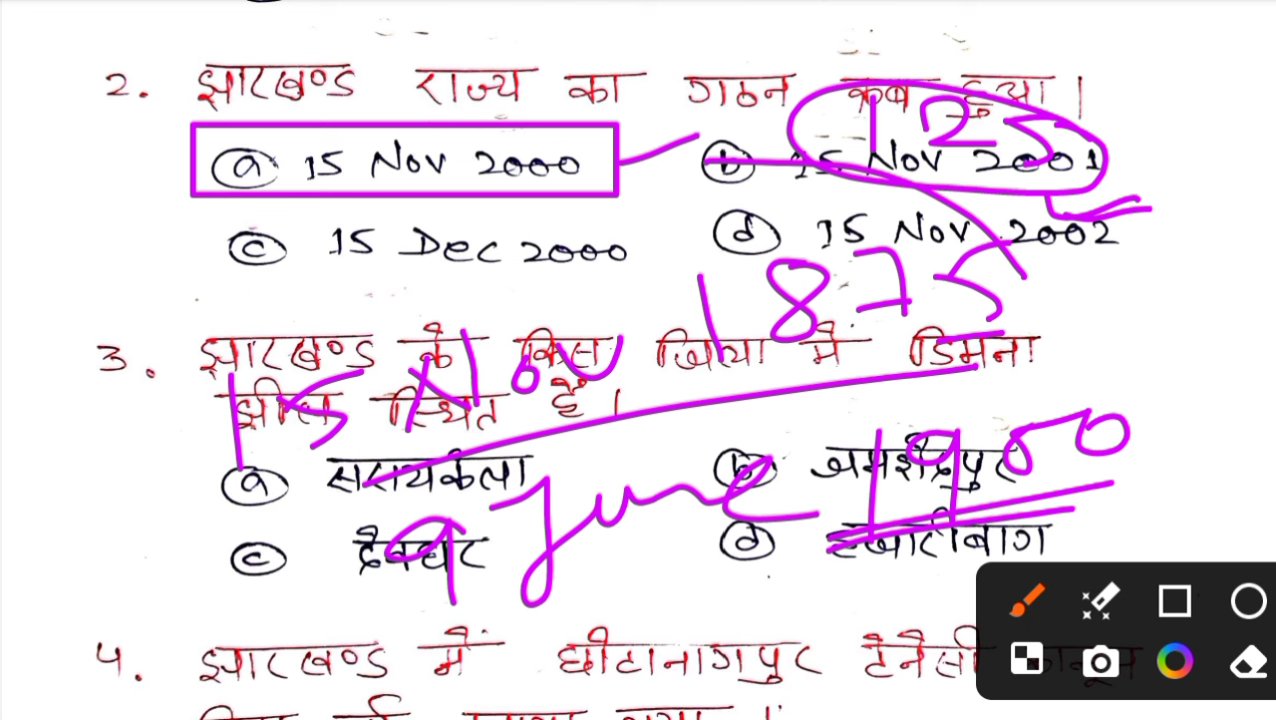 2. झारखण्ड राज्य का गठन कब हुआ।
ⓐ 15 Nov 2000 ⓑ 15 Nov 2001
125
ⓒ 15 Dec 2000 ⓓ 15 Nov 2002
1875
3. झारखण्ड के किस जिला में डिमना
झील स्थित है।
15 Nov
ⓐ सरायकेला ⓑ जमशेदपुर
9 June 1900
ⓒ देवघर ⓓ हजारीबाग
4. झारखण्ड में छोटानागपुर टेनेंसी